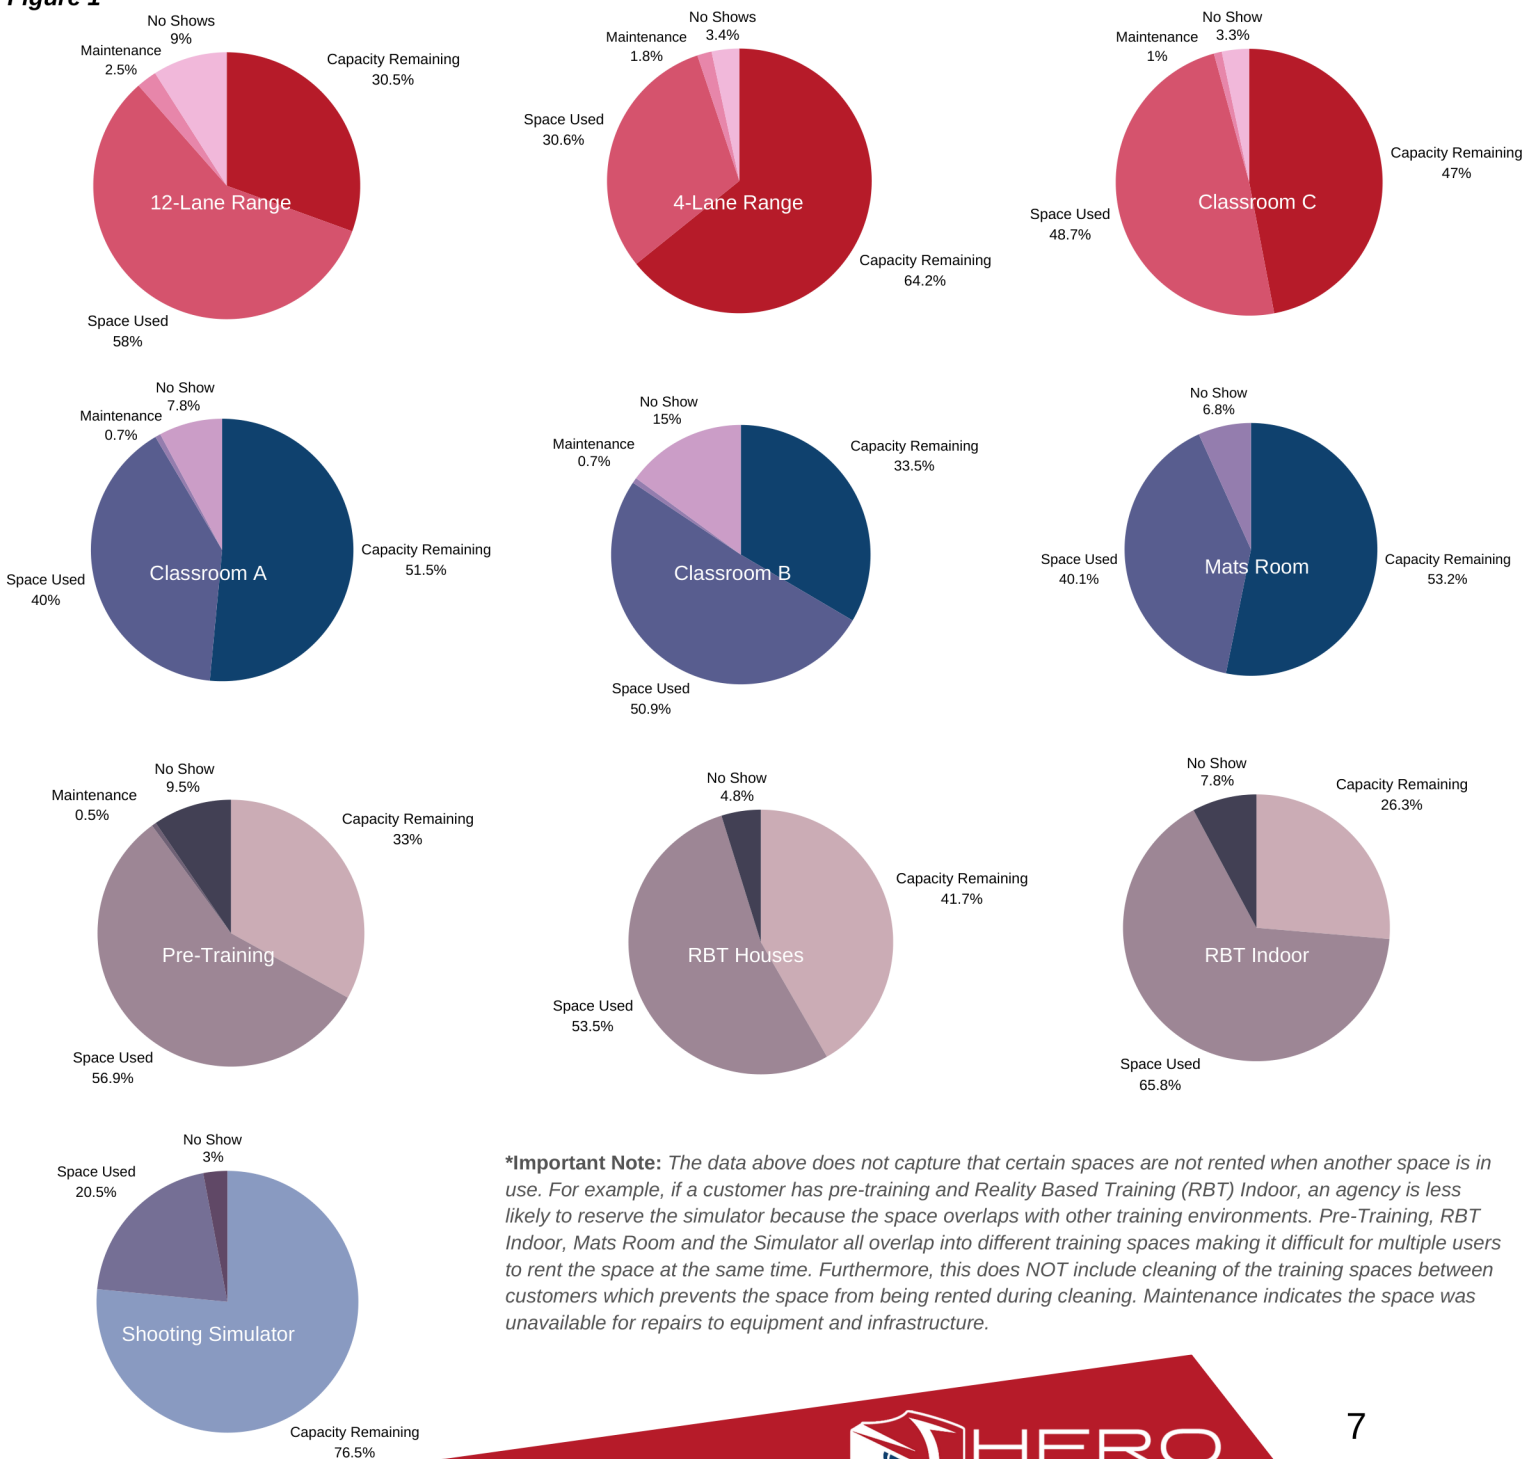 Figure 1
No Shows
9%
Maintenance
2.5%
Capacity Remaining
30.5%
12-Lane Range
Space Used
58%
No Shows
3.4%
Maintenance
1.8%
Space Used
30.6%
4-Lane Range
Capacity Remaining
64.2%
No Show
3.3%
Maintenance
1%
Capacity Remaining
47%
Classroom C
Space Used
48.7%
No Show
7.8%
Maintenance
0.7%
Capacity Remaining
51.5%
Classroom A
Space Used
40%
No Show
15%
Maintenance
0.7%
Capacity Remaining
33.5%
Classroom B
Space Used
50.9%
No Show
6.8%
Space Used
40.1%
Mats Room
Capacity Remaining
53.2%
No Show
9.5%
Maintenance
0.5%
Capacity Remaining
33%
Pre-Training
Space Used
56.9%
No Show
4.8%
Capacity Remaining
41.7%
RBT Houses
Space Used
53.5%
No Show
7.8%
Capacity Remaining
26.3%
RBT Indoor
Space Used
65.8%
No Show
3%
Space Used
20.5%
Shooting Simulator
Capacity Remaining
76.5%
*Important Note: The data above does not capture that certain spaces are not rented when another space is in
use. For example, if a customer has pre-training and Reality Based Training (RBT) Indoor, an agency is less
likely to reserve the simulator because the space overlaps with other training environments. Pre-Training, RBT
Indoor, Mats Room and the Simulator all overlap into different training spaces making it difficult for multiple users
to rent the space at the same time. Furthermore, this does NOT include cleaning of the training spaces between
customers which prevents the space from being rented during cleaning. Maintenance indicates the space was
unavailable for repairs to equipment and infrastructure.
HERO
7